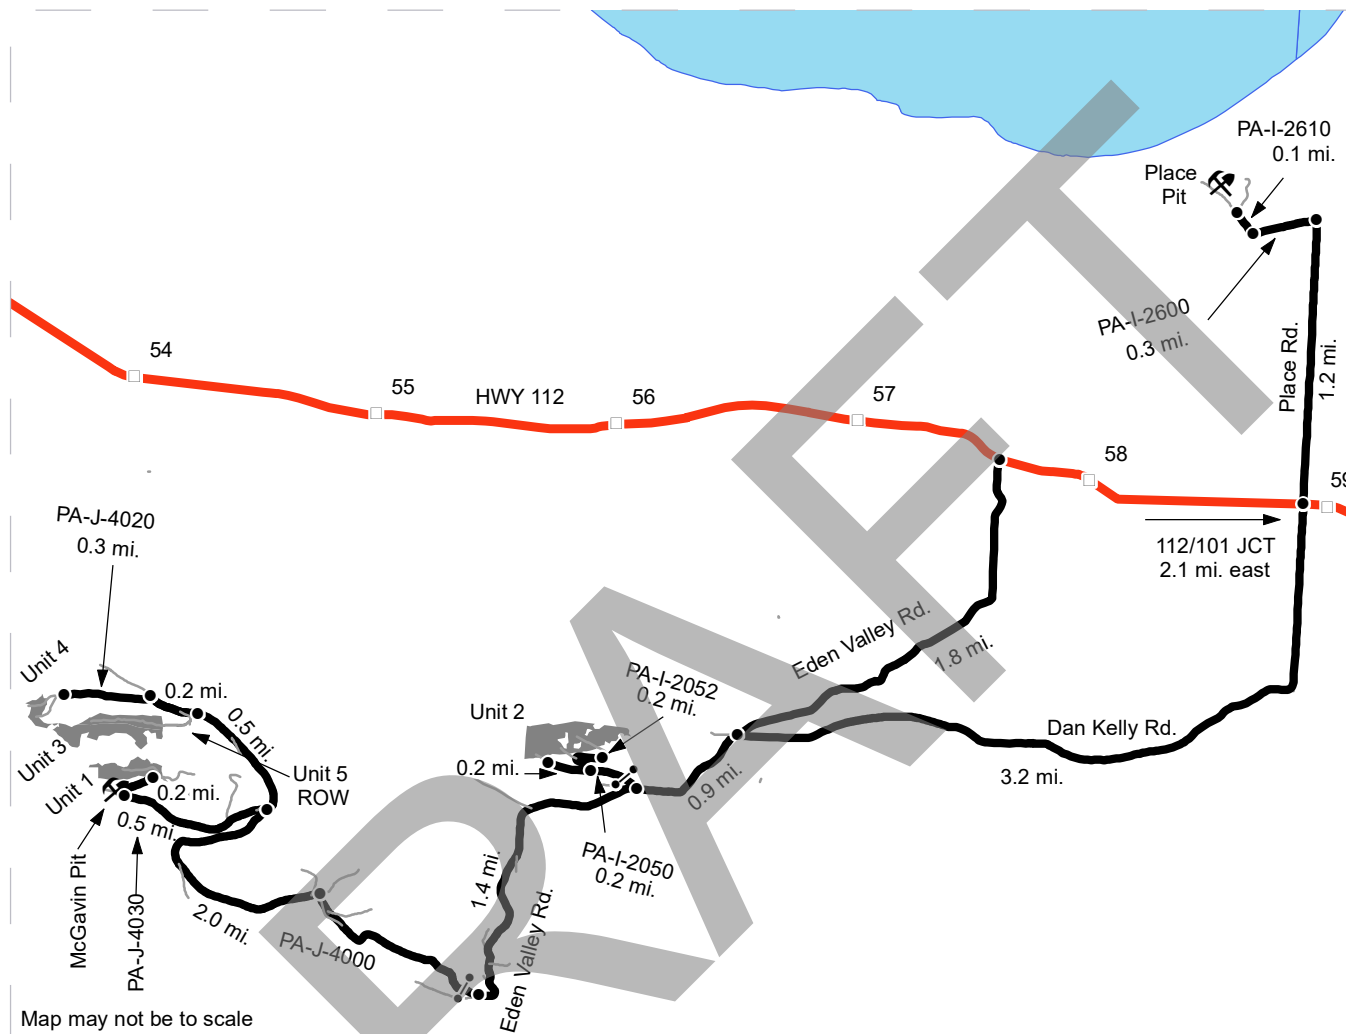 PA-I-2610
0.1 mi.
Place
Pit
PA-I-2600
0.3 mi.
54
55
HWY 112
56
57
58
59
Place Rd.
1.2 mi.
112/101 JCT
2.1 mi. east
PA-J-4020
0.3 mi.
Eden Valley Rd.
1.8 mi.
Unit 4
0.2 mi.
0.5 mi.
PA-I-2052
0.2 mi.
Unit 2
Dan Kelly Rd.
3.2 mi.
Unit 3
Unit 5
ROW
0.2 mi.
0.9 mi.
Unit 1
0.2 mi.
0.5 mi.
PA-I-2050
0.2 mi.
McGavin Pit
PA-J-4030
2.0 mi.
1.4 mi.
PA-J-4000
Eden Valley Rd.
Map may not be to scale
DRAFT